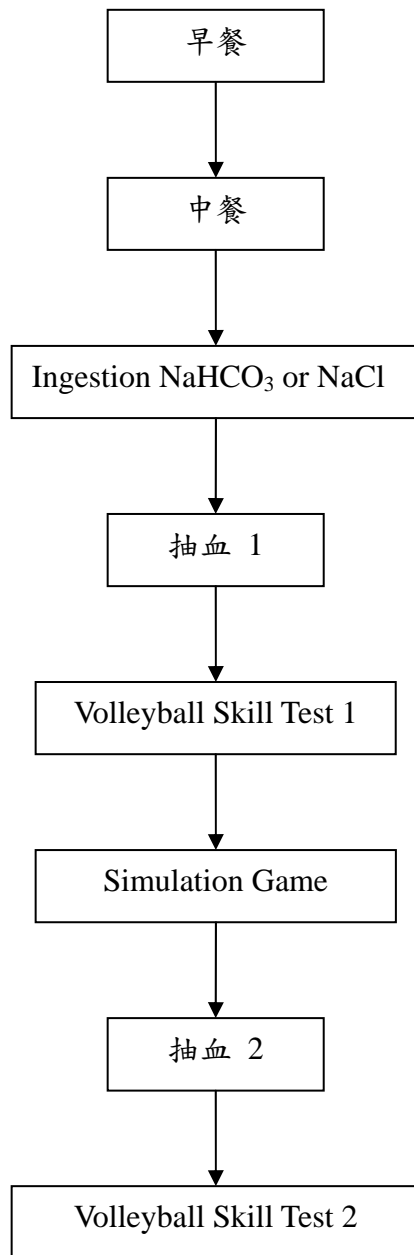 早餐
中餐
Ingestion NaHCO₃ or NaCl
抽血 1
Volleyball Skill Test 1
Simulation Game
抽血 2
Volleyball Skill Test 2